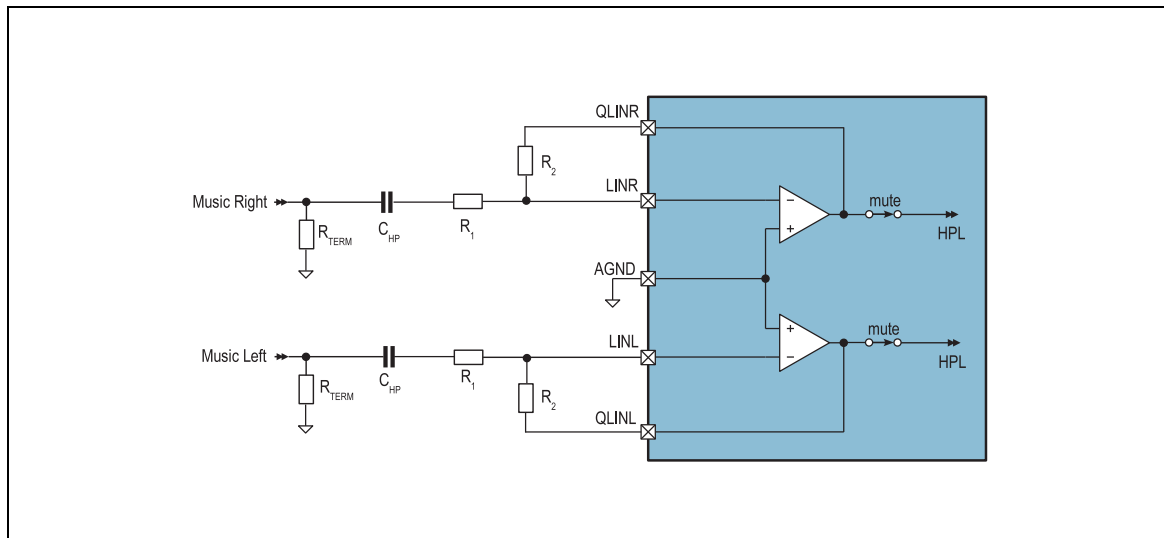 QLINR
R2
Music Right
LINR
mute
CHP
R1
RTERM
HPL
AGND
Music Left
LINL
mute
CHP
R1
RTERM
R2
HPL
QLINL
− + + −